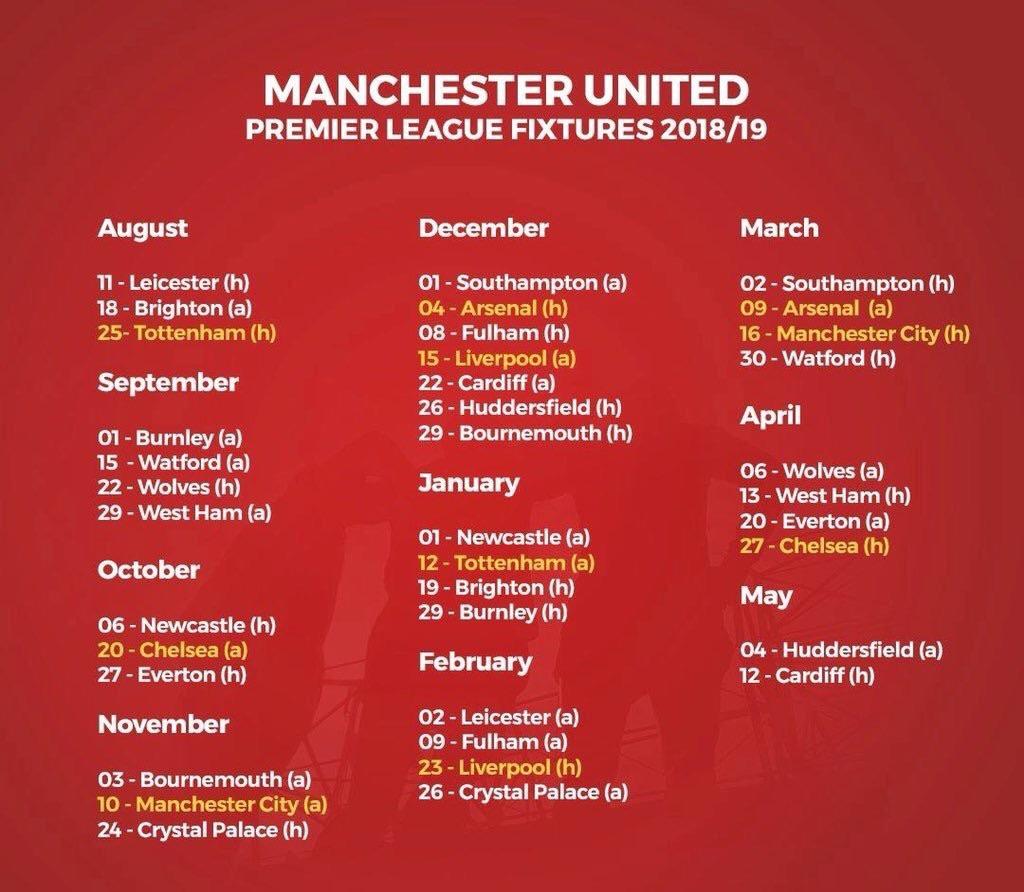 MANCHESTER UNITED
PREMIER LEAGUE FIXTURES 2018/19
August
11 - Leicester (h)
18 - Brighton (a)
25- Tottenham (h)
September
01 - Burnley (a)
15 - Watford (a)
22 - Wolves (h)
29 - West Ham (a)
October
06 - Newcastle (h)
20 - Chelsea (a)
27 - Everton (h)
November
03 - Bournemouth (a)
10 - Manchester City (a)
24 - Crystal Palace (h)
December
01 - Southampton (a)
04 - Arsenal (h)
08 - Fulham (h)
15 - Liverpool (a)
22 - Cardiff (a)
26 - Huddersfield (h)
29 - Bournemouth (h)
January
01 - Newcastle (a)
12 - Tottenham (a)
19 - Brighton (h)
29 - Burnley (h)
February
02 - Leicester (a)
09 - Fulham (a)
23 - Liverpool (h)
26 - Crystal Palace (a)
March
02 - Southampton (h)
09 - Arsenal (a)
16 - Manchester City (h)
30 - Watford (h)
April
06 - Wolves (a)
13 - West Ham (h)
20 - Everton (a)
27 - Chelsea (h)
May
04 - Huddersfield (a)
12 - Cardiff (h)